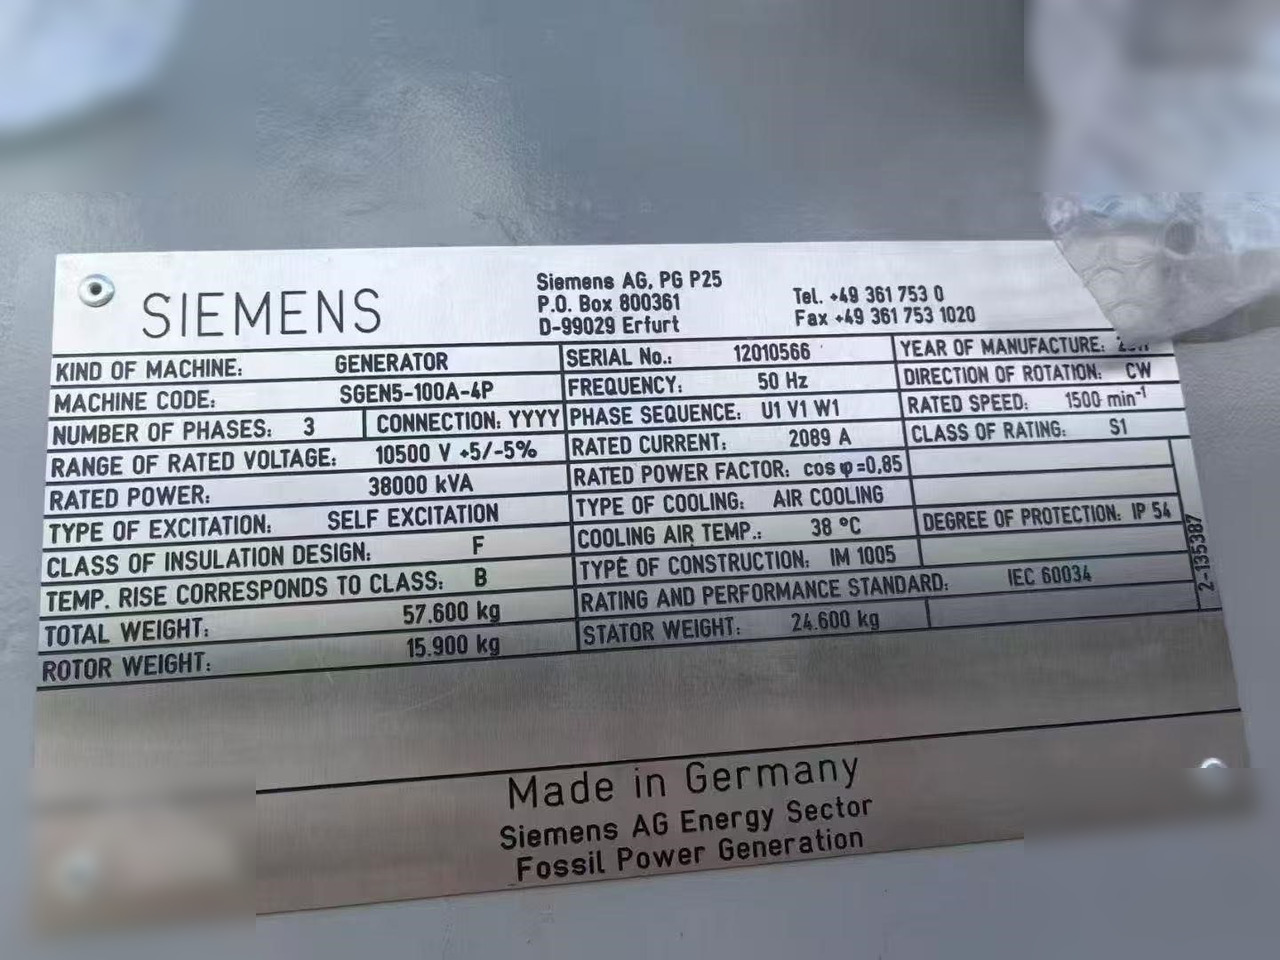 SIEMENS
Siemens AG, PG P25
P.O. Box 800361
D-99029 Erfurt
Tel. +49 361 753 0
Fax +49 361 753 1020
KIND OF MACHINE: GENERATOR SERIAL No.: 12010566 YEAR OF MANUFACTURE:
MACHINE CODE: SGEN5-100A-4P FREQUENCY: 50 Hz DIRECTION OF ROTATION: CW
NUMBER OF PHASES: 3 CONNECTION: YYYY PHASE SEQUENCE: U1 V1 W1 RATED SPEED: 1500 min⁻¹
RANGE OF RATED VOLTAGE: 10500 V +5/-5% RATED CURRENT: 2089 A CLASS OF RATING: S1
RATED POWER: 38000 kVA RATED POWER FACTOR: cos φ=0,85
TYPE OF EXCITATION: SELF EXCITATION TYPE OF COOLING: AIR COOLING
CLASS OF INSULATION DESIGN: F COOLING AIR TEMP.: 38 °C DEGREE OF PROTECTION: IP 54
TEMP. RISE CORRESPONDS TO CLASS: B TYPE OF CONSTRUCTION: IM 1005
TOTAL WEIGHT: 57.600 kg RATING AND PERFORMANCE STANDARD: IEC 60034
ROTOR WEIGHT: 15.900 kg STATOR WEIGHT: 24.600 kg
2-135387
Made in Germany
Siemens AG Energy Sector
Fossil Power Generation